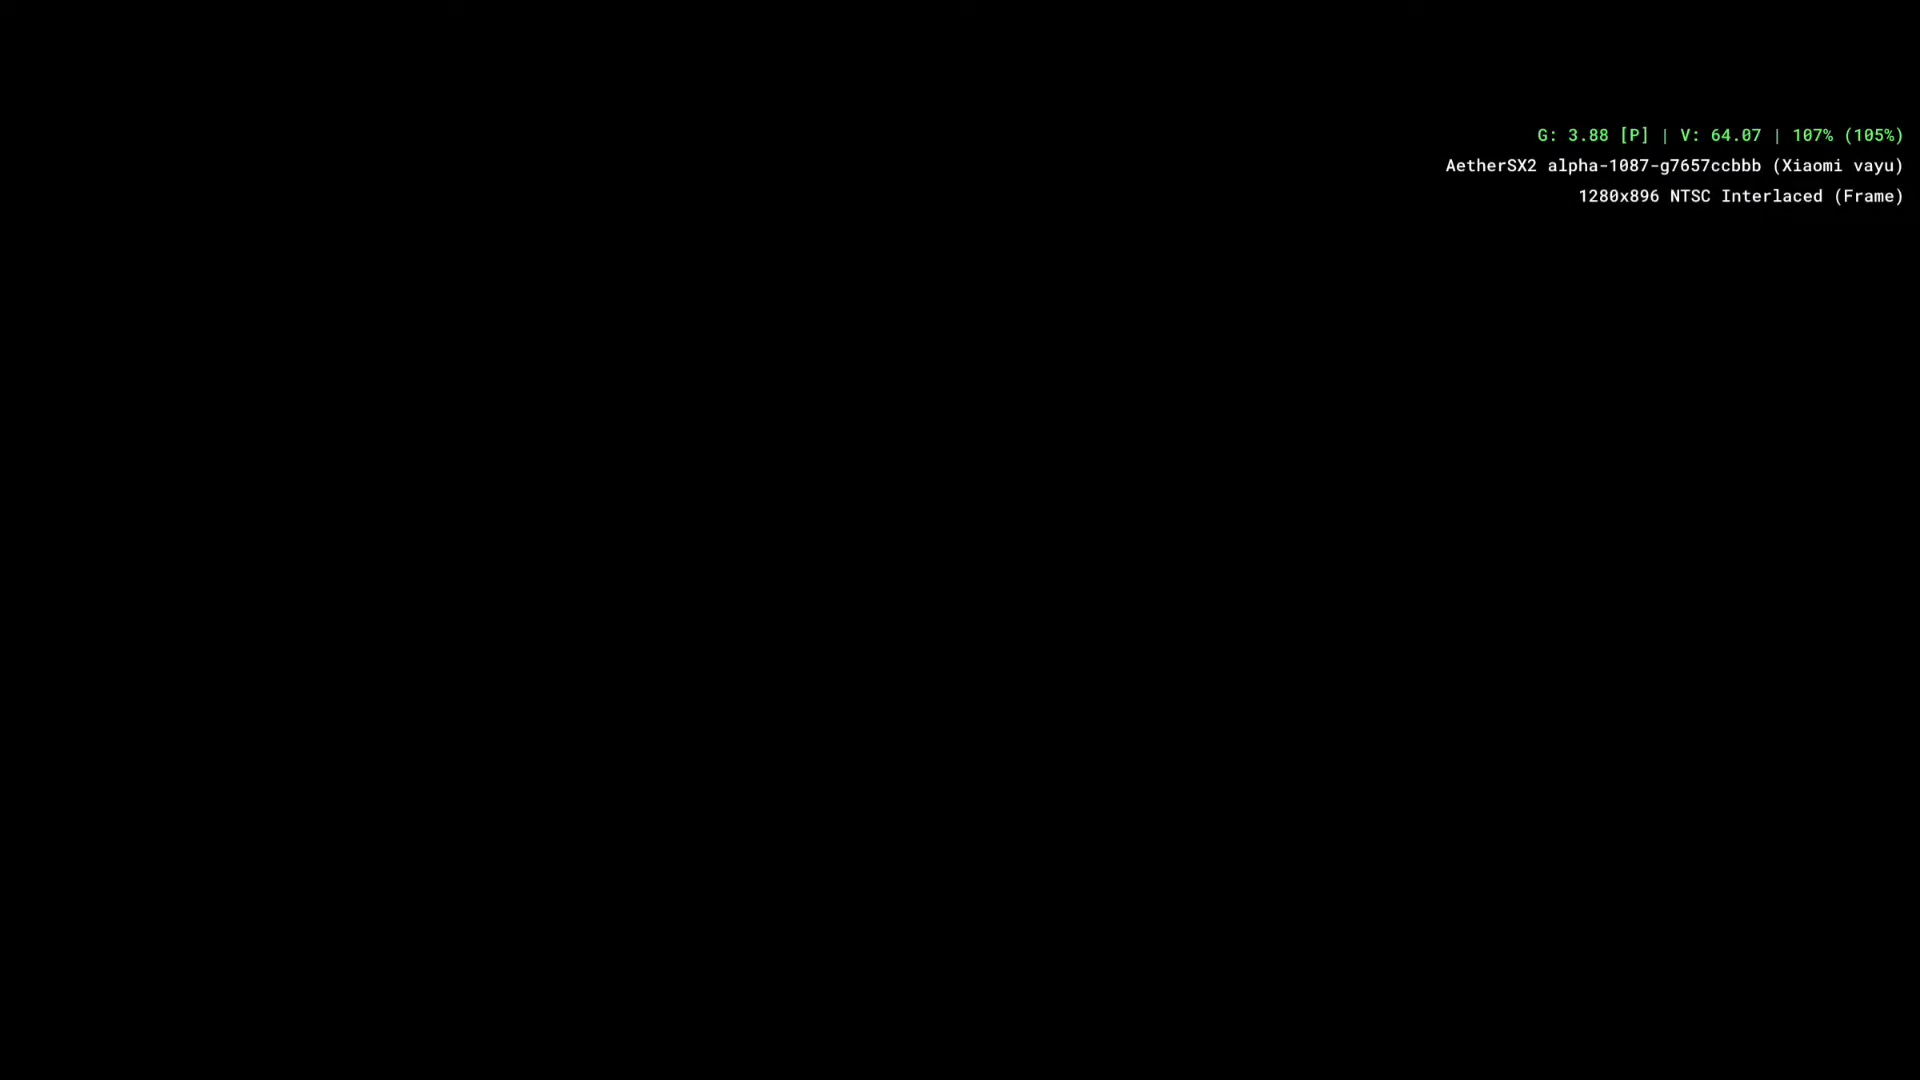 G: 3.88 [P] | V: 64.07 | 107% (105%)
AetherSX2 alpha-1087-g7657ccbbb (Xiaomi vayu)
1280x896 NTSC Interlaced (Frame)